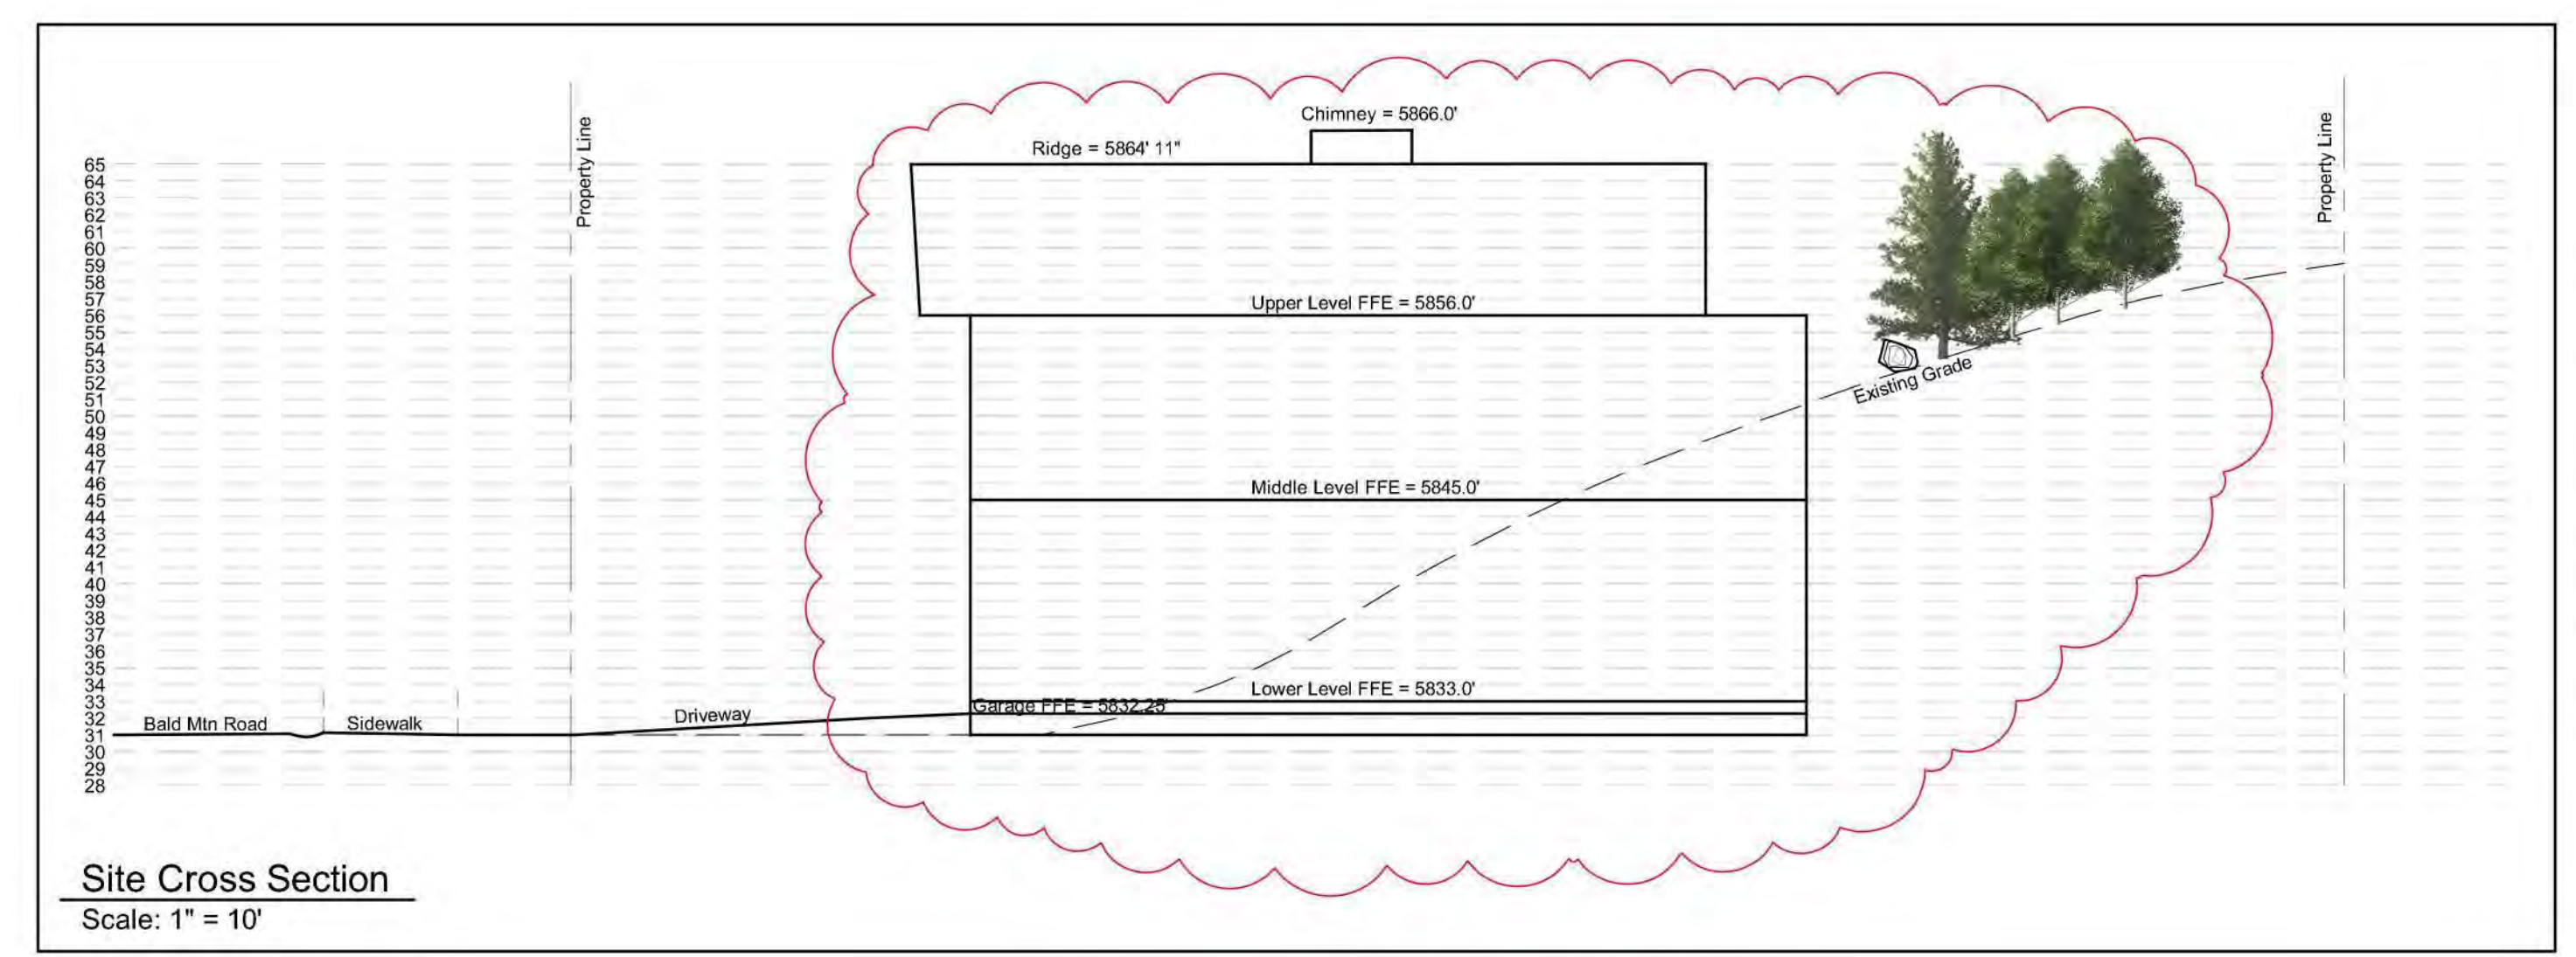 Chimney = 5866.0'
Ridge = 5864' 11"
Property Line
Property Line
65
64
63
62
61
60
59
58
57
56
55
54
53
52
51
50
49
48
47
46
45
44
43
42
41
40
39
38
37
36
35
34
33
32
31
30
29
28
Upper Level FFE = 5856.0'
Existing Grade
Middle Level FFE = 5845.0'
Lower Level FFE = 5833.0'
Garage FFE = 5832.25'
Driveway
Bald Mtn Road
Sidewalk
Site Cross Section
Scale: 1" = 10'